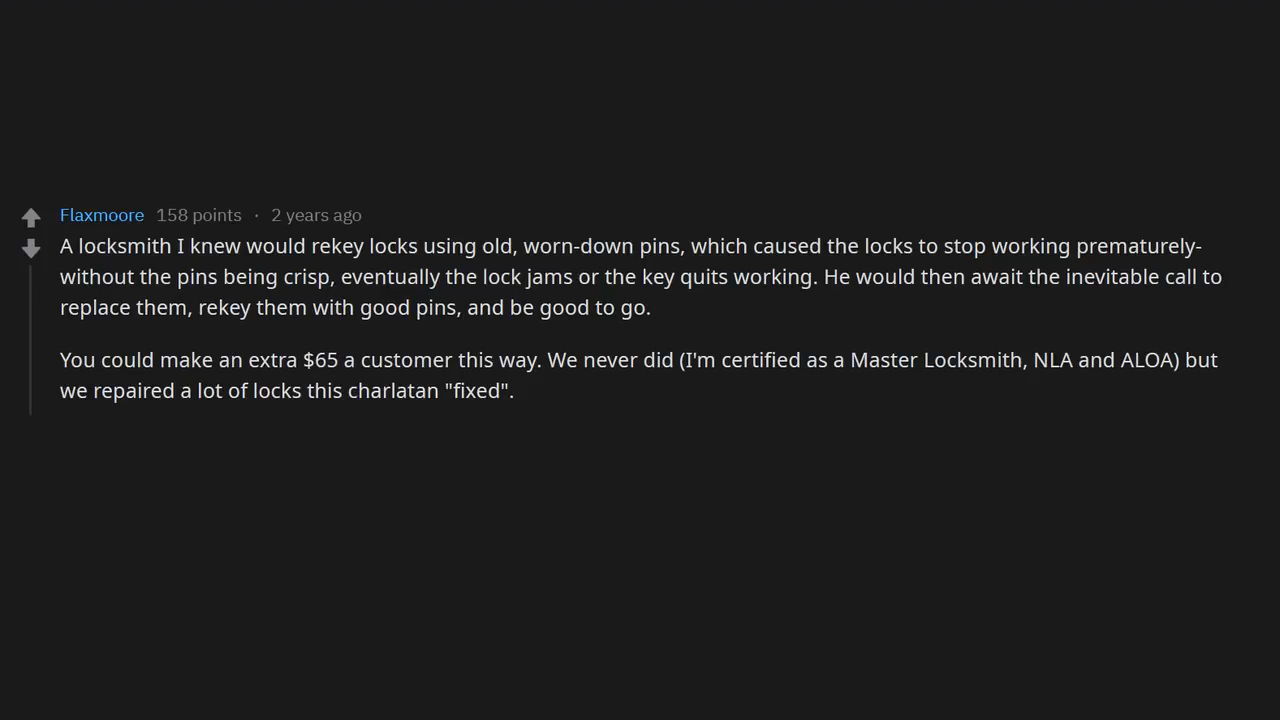 Flaxmoore 158 points · 2 years ago
A locksmith I knew would rekey locks using old, worn-down pins, which caused the locks to stop working prematurely-
without the pins being crisp, eventually the lock jams or the key quits working. He would then await the inevitable call to
replace them, rekey them with good pins, and be good to go.
You could make an extra $65 a customer this way. We never did (I'm certified as a Master Locksmith, NLA and ALOA) but
we repaired a lot of locks this charlatan "fixed".